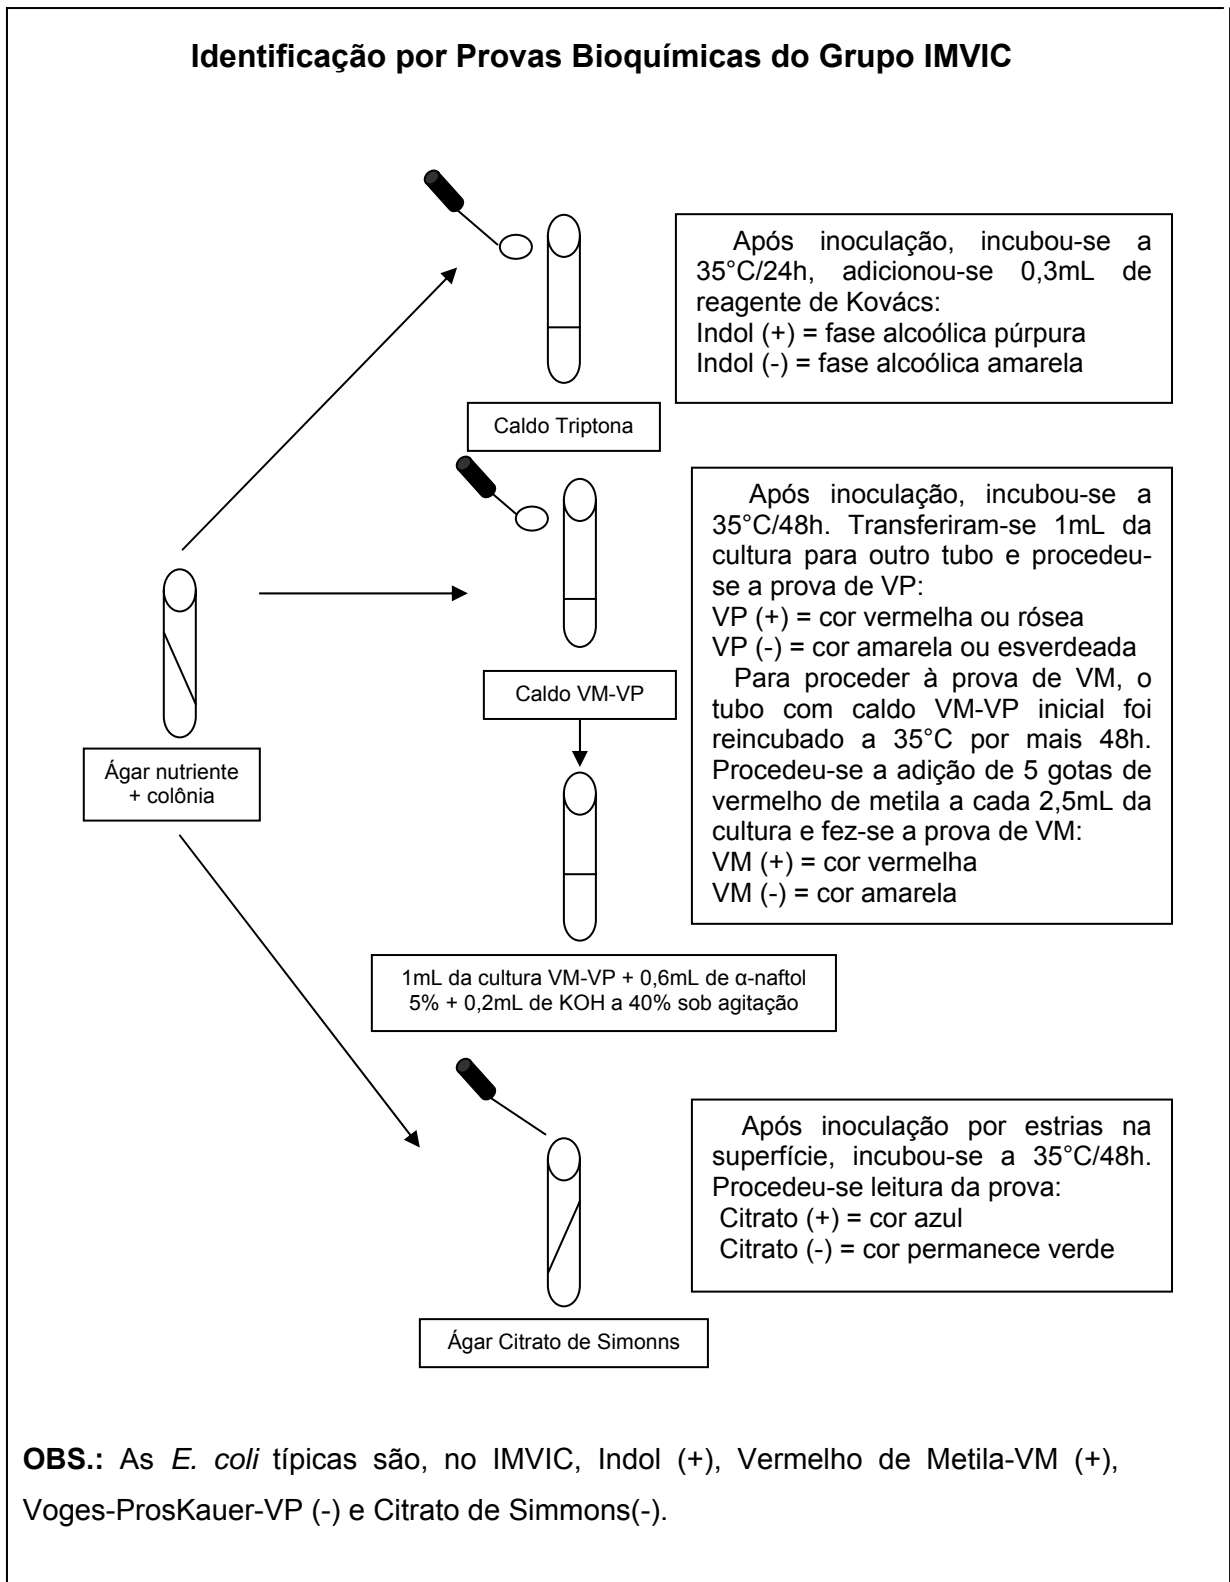 Identificação por Provas Bioquímicas do Grupo IMVIC
Após inoculação, incubou-se a
35°C/24h, adicionou-se 0,3mL de
reagente de Kovács:
Indol (+) = fase alcoólica púrpura
Indol (-) = fase alcoólica amarela
Caldo Triptona
Após inoculação, incubou-se a
35°C/48h. Transferiram-se 1mL da
cultura para outro tubo e procedeu-
se a prova de VP:
VP (+) = cor vermelha ou rósea
VP (-) = cor amarela ou esverdeada
Para proceder à prova de VM, o
tubo com caldo VM-VP inicial foi
reincubado a 35°C por mais 48h.
Procedeu-se a adição de 5 gotas de
vermelho de metila a cada 2,5mL da
cultura e fez-se a prova de VM:
VM (+) = cor vermelha
VM (-) = cor amarela
Caldo VM-VP
Ágar nutriente
+ colônia
1mL da cultura VM-VP + 0,6mL de α-naftol
5% + 0,2mL de KOH a 40% sob agitação
Após inoculação por estrias na
superfície, incubou-se a 35°C/48h.
Procedeu-se leitura da prova:
Citrato (+) = cor azul
Citrato (-) = cor permanece verde
Ágar Citrato de Simonns
OBS.: As E. coli típicas são, no IMVIC, Indol (+), Vermelho de Metila-VM (+),
Voges-ProsKauer-VP (-) e Citrato de Simmons(-).